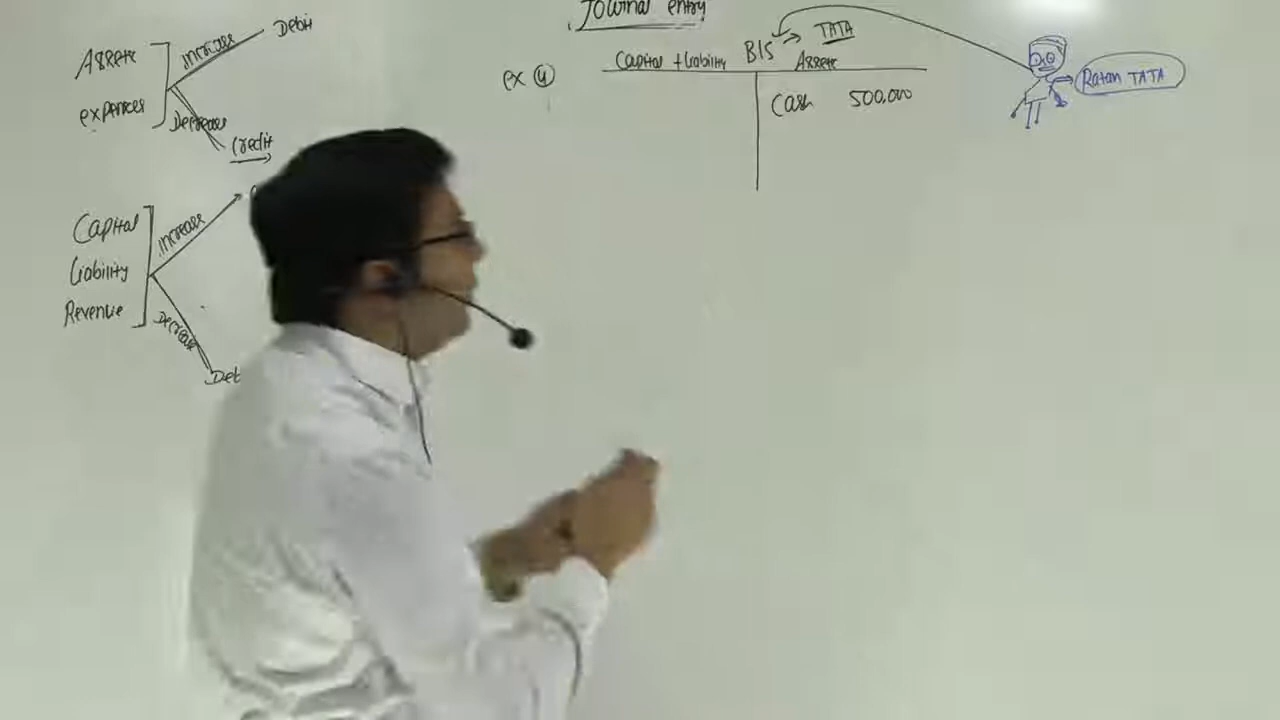 Journal entry
Assets
expences
Increase
Debit
Decrease
Credit
Capital
liability
Revenue
Increase
Decrease
Deb
ex 4
B/S TATA
Capital + liability Assets
Cash 500,000
Ratan TATA